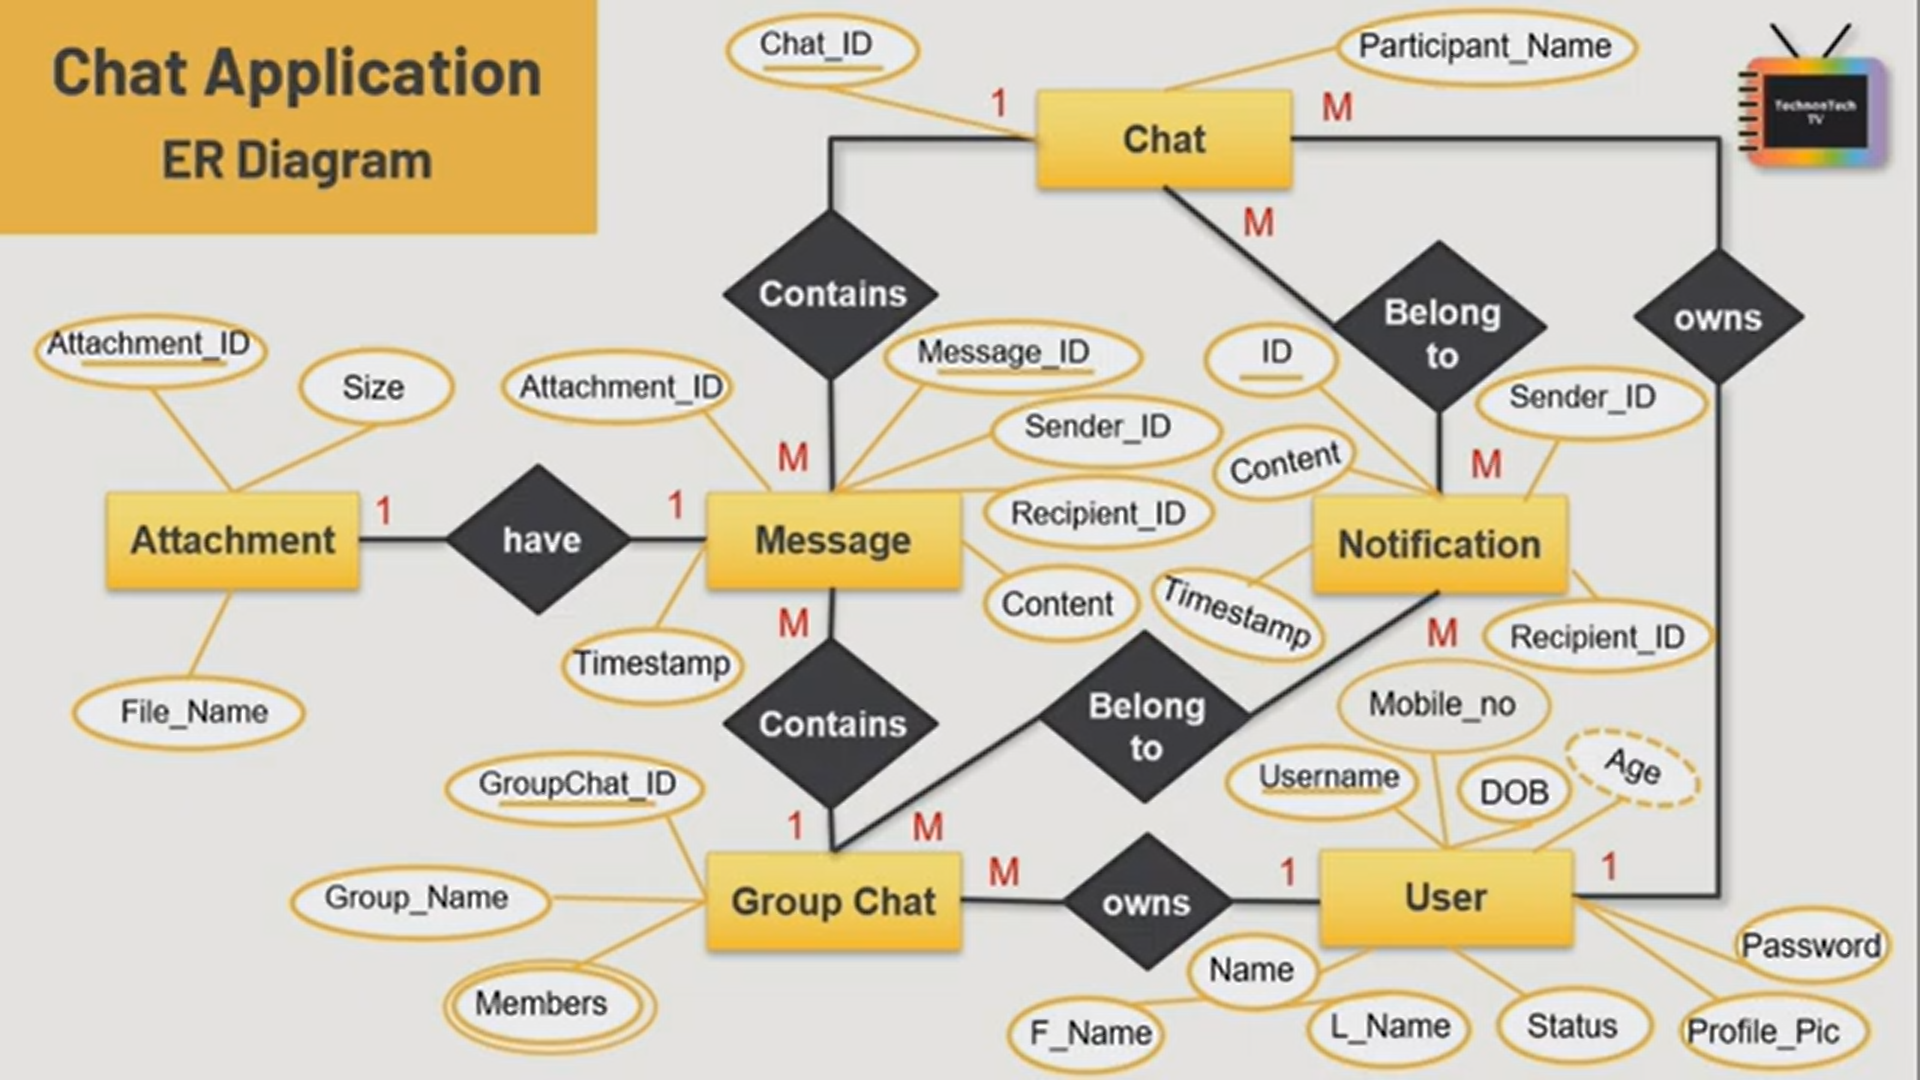 Chat Application
ER Diagram
Chat_ID
Participant_Name
1
Chat
M
TechnonTech
TV
M
Contains
Belong
to
owns
Attachment_ID
Size
Attachment_ID
Message_ID
ID
Sender_ID
Sender_ID
Content
M
M
Attachment
1
have
1
Message
Recipient_ID
Notification
Content
Timestamp
M
Timestamp
M
Recipient_ID
File_Name
Contains
Belong
to
Mobile_no
GroupChat_ID
Username
DOB
Age
1
M
Group_Name
Group Chat
M
owns
1
User
1
Members
Name
Password
F_Name
L_Name
Status
Profile_Pic